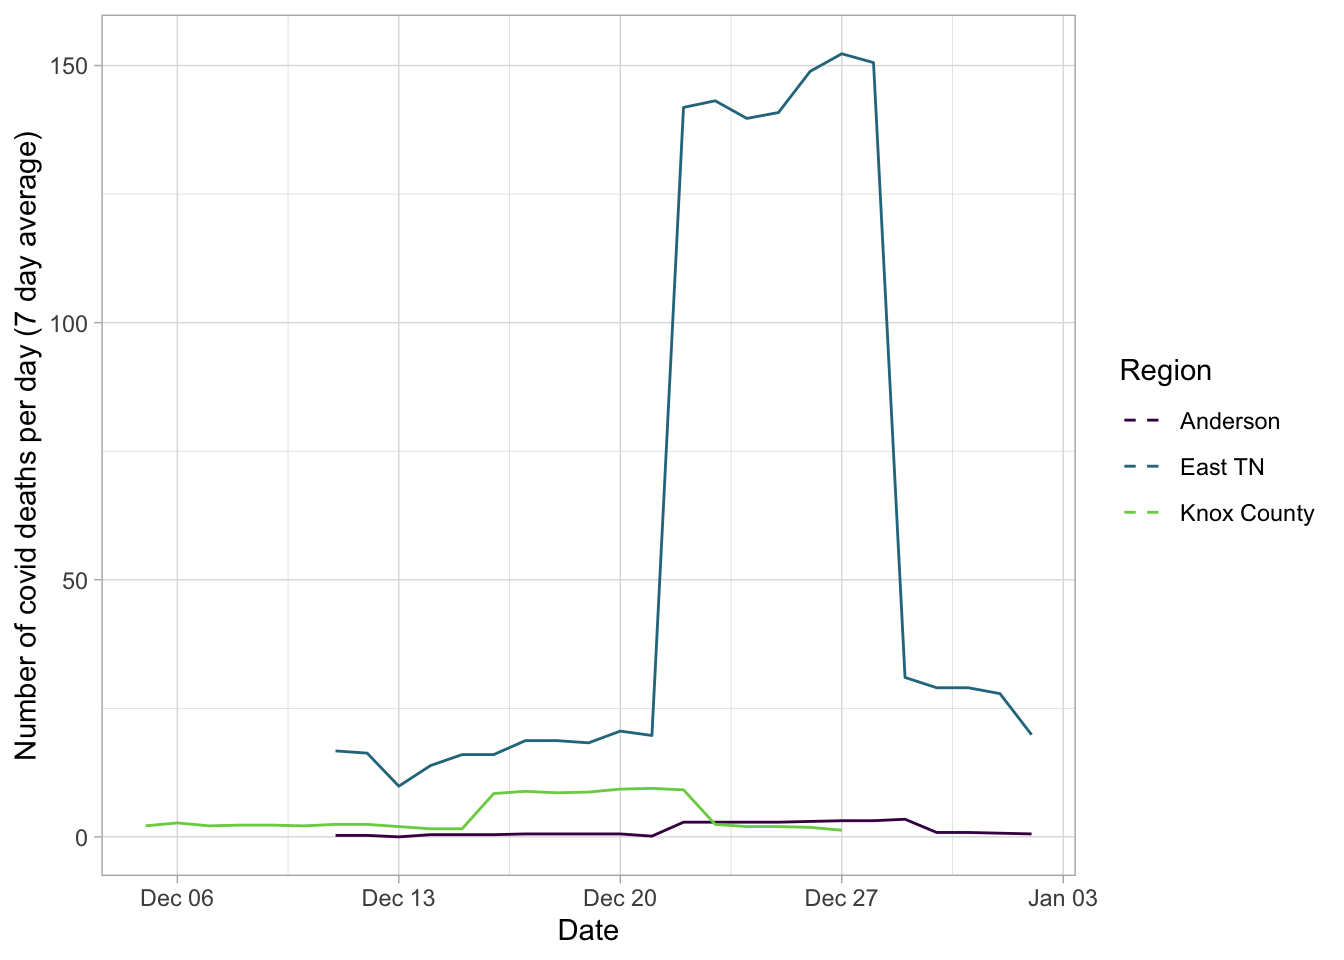 Number of covid deaths per day (7 day average)
150
100
50
0
Dec 06
Dec 13
Dec 20
Dec 27
Jan 03
Date
Region
Anderson
East TN
Knox County